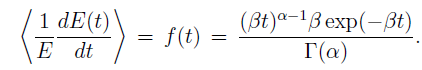 ⟨ 1/E dE(t)/dt ⟩ = f(t) = (βt)^{α−1} β exp(−βt) / Γ(α) .